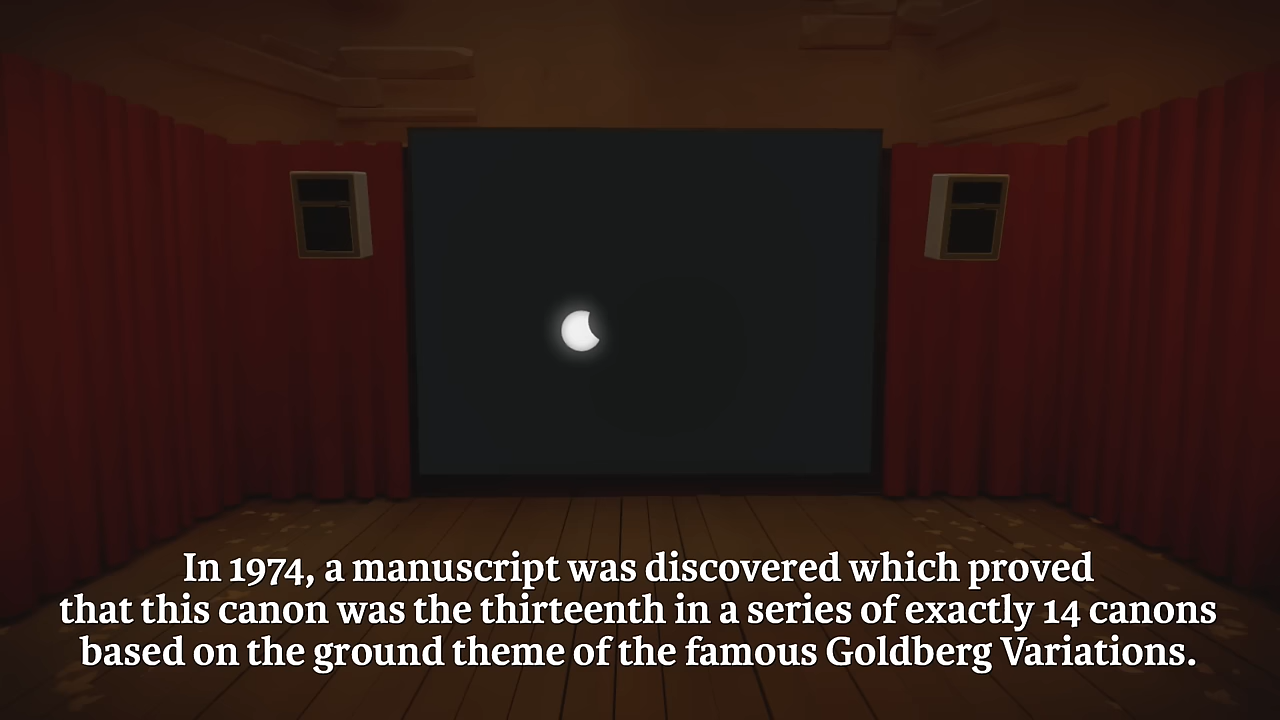 In 1974, a manuscript was discovered which proved
that this canon was the thirteenth in a series of exactly 14 canons
based on the ground theme of the famous Goldberg Variations.